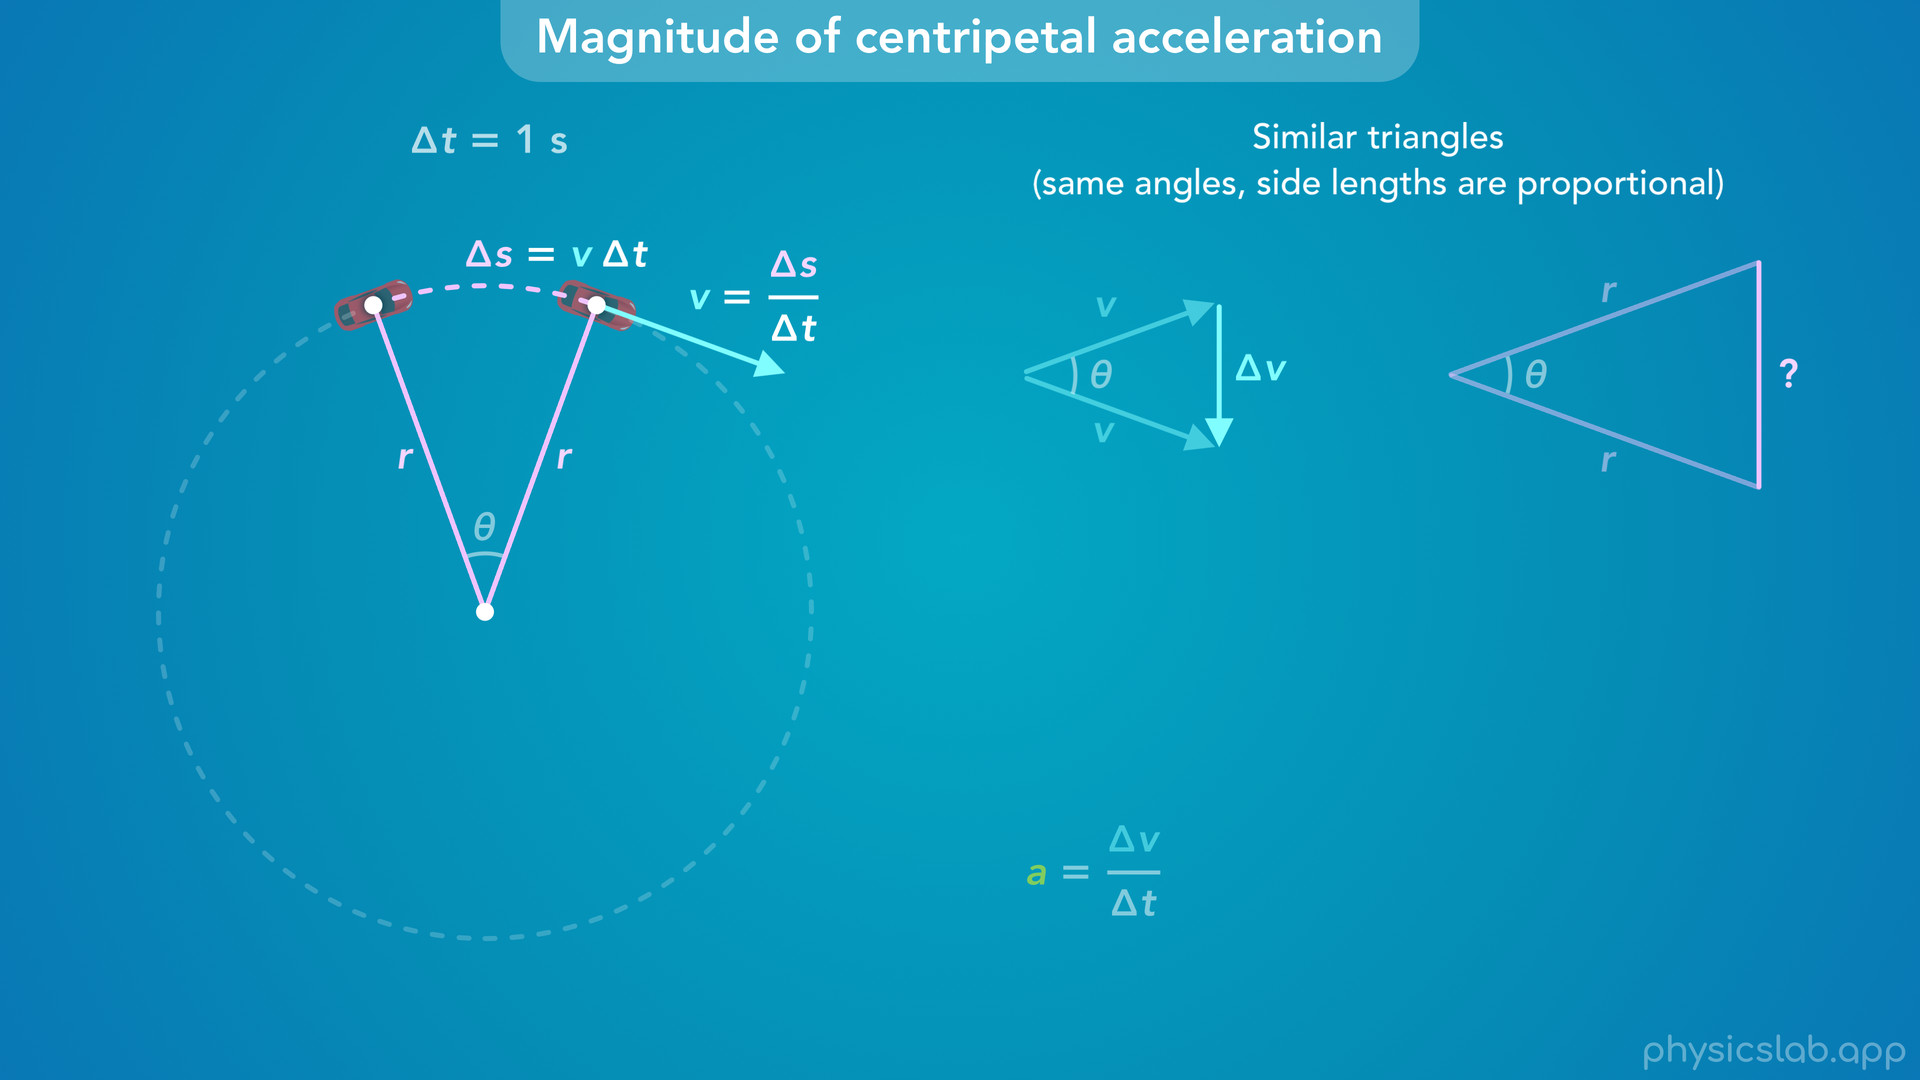 Magnitude of centripetal acceleration
Δt = 1 s
Similar triangles
(same angles, side lengths are proportional)
Δs = v Δt
v = Δs / Δt
r
r
θ
v
θ
v
Δv
r
θ
r
?
a = Δv / Δt
physicslab.app